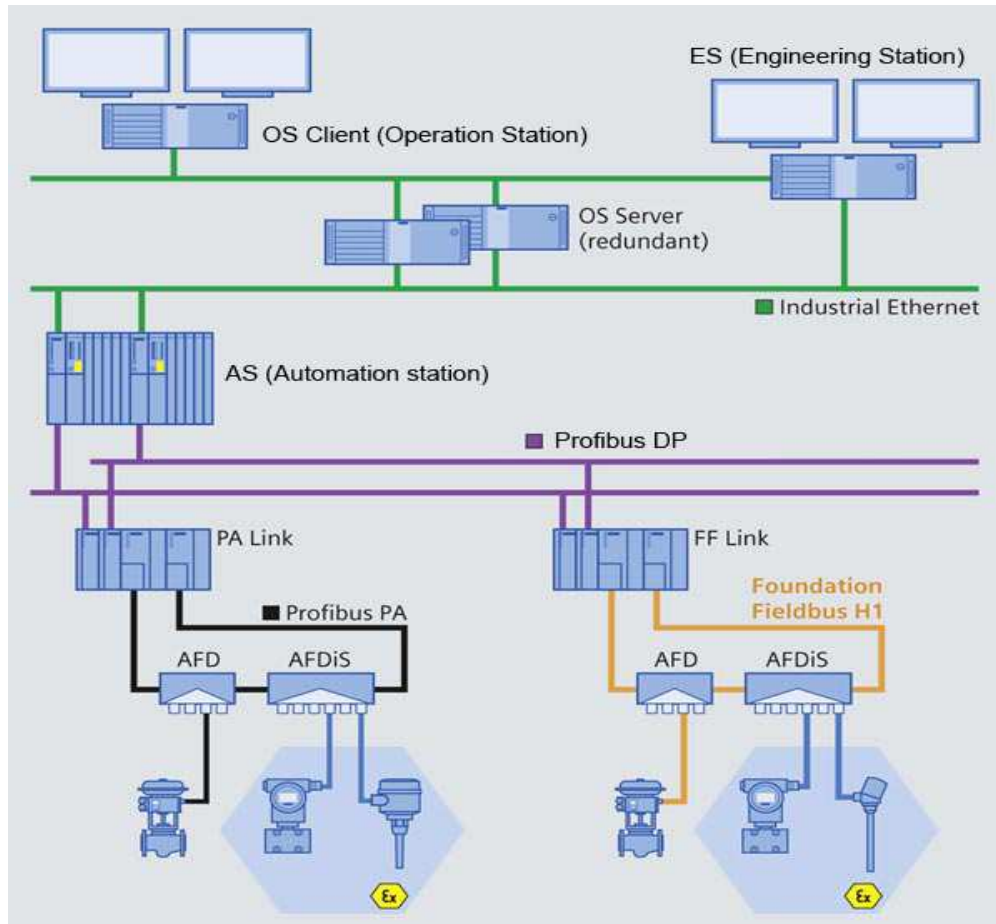 ES (Engineering Station)
OS Client (Operation Station)
OS Server
(redundant)
Industrial Ethernet
AS (Automation station)
Profibus DP
PA Link
FF Link
Foundation
Fieldbus H1
Profibus PA
AFD
AFDiS
AFD
AFDiS
Ex
Ex